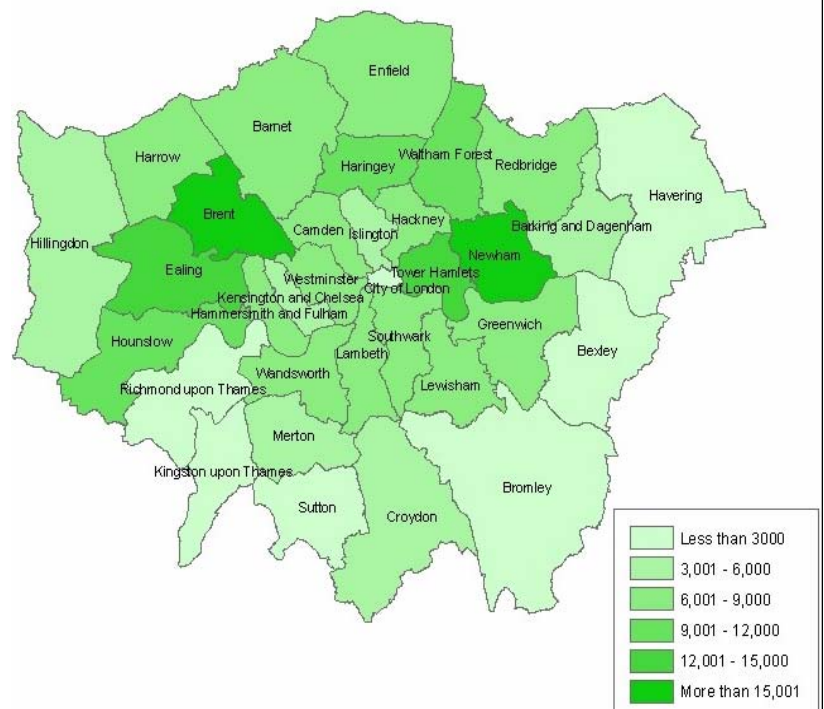 Enfield
Barnet
Harrow
Haringey
Waltham Forest
Redbridge
Havering
Brent
Camden
Islington
Hackney
Barking and Dagenham
Hillingdon
Ealing
Newham
Westminster
Tower Hamlets
City of London
Kensington and Chelsea
Hammersmith and Fulham
Hounslow
Southwark
Greenwich
Bexley
Lambeth
Wandsworth
Lewisham
Richmond upon Thames
Merton
Kingston upon Thames
Bromley
Sutton
Croydon
Less than 3000
3,001 - 6,000
6,001 - 9,000
9,001 - 12,000
12,001 - 15,000
More than 15,001